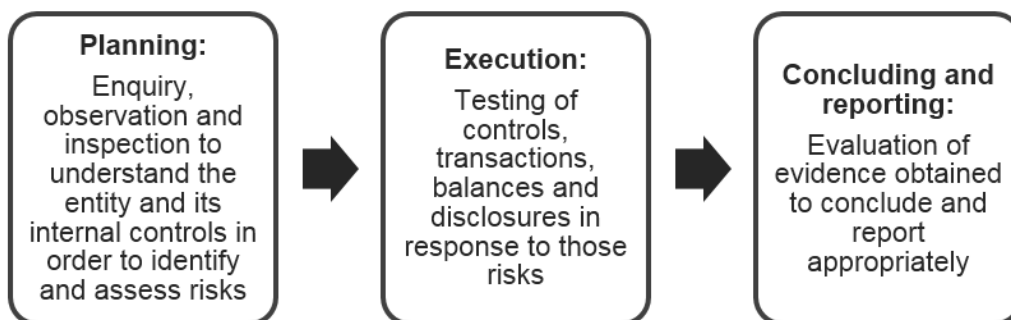 Planning:
Enquiry,
observation and
inspection to
understand the
entity and its
internal controls in
order to identify
and assess risks
Execution:
Testing of
controls,
transactions,
balances and
disclosures in
response to those
risks
Concluding and
reporting:
Evaluation of
evidence obtained
to conclude and
report
appropriately